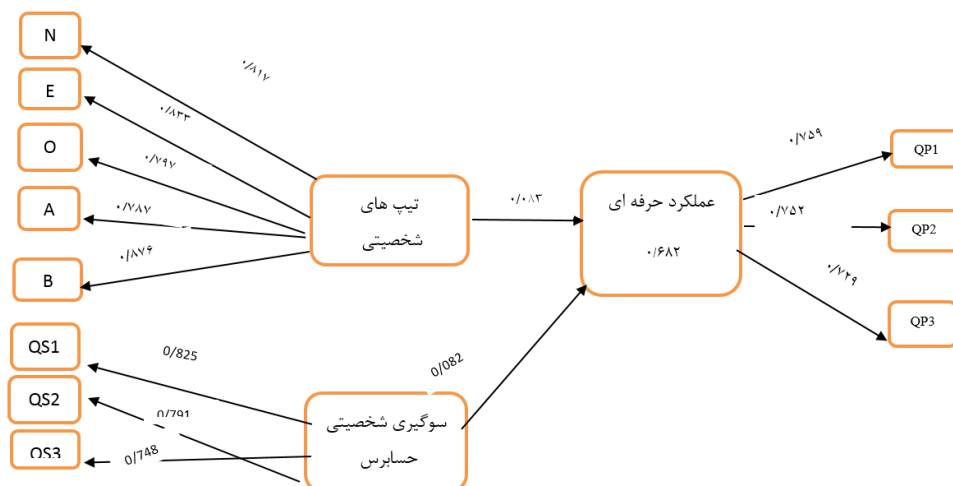 N
۰/۸۱۷
E
۰/۸۳۳
O
۰/۷۹۷
A
۰/۷۸۷
B
۰/۸۷۶
تیپ های
شخصیتی
۰/۰۸۳
عملکرد حرفه ای
۰/۶۸۲
۰/۷۵۹
QP1
۰/۷۵۲
QP2
۰/۷۲۹
QP3
QS1
0/825
QS2
0/791
QS3
0/748
سوگیری شخصیتی
حسابرس
0/082